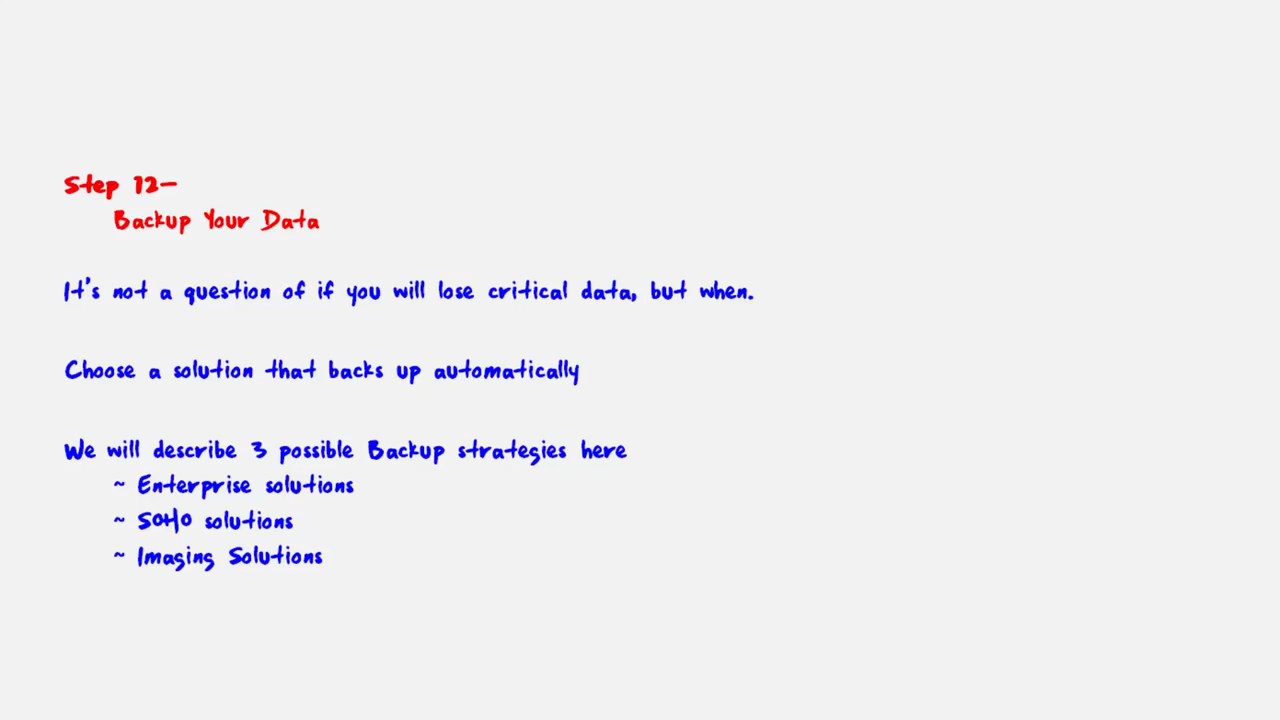 Step 12-
Backup Your Data
It's not a question of if you will lose critical data, but when.
Choose a solution that backs up automatically
We will describe 3 possible Backup strategies here
~ Enterprise solutions
~ SOHO solutions
~ Imaging Solutions